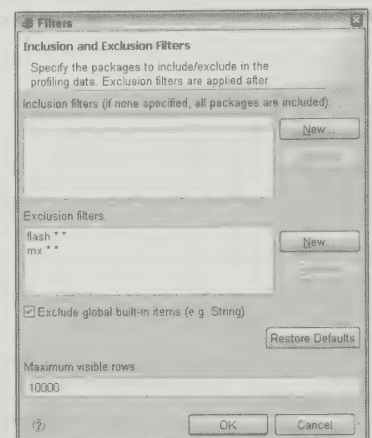 Filters
Inclusion and Exclusion Filters
Specify the packages to include/exclude in the
profiling data. Exclusion filters are applied after
Inclusion filters (if none specified, all packages are included):
New...
Exclusion filters.
flash * *
mx * *
New...
Exclude global built-in items (e g String)
Restore Defaults
Maximum visible rows
10000
OK
Cancel